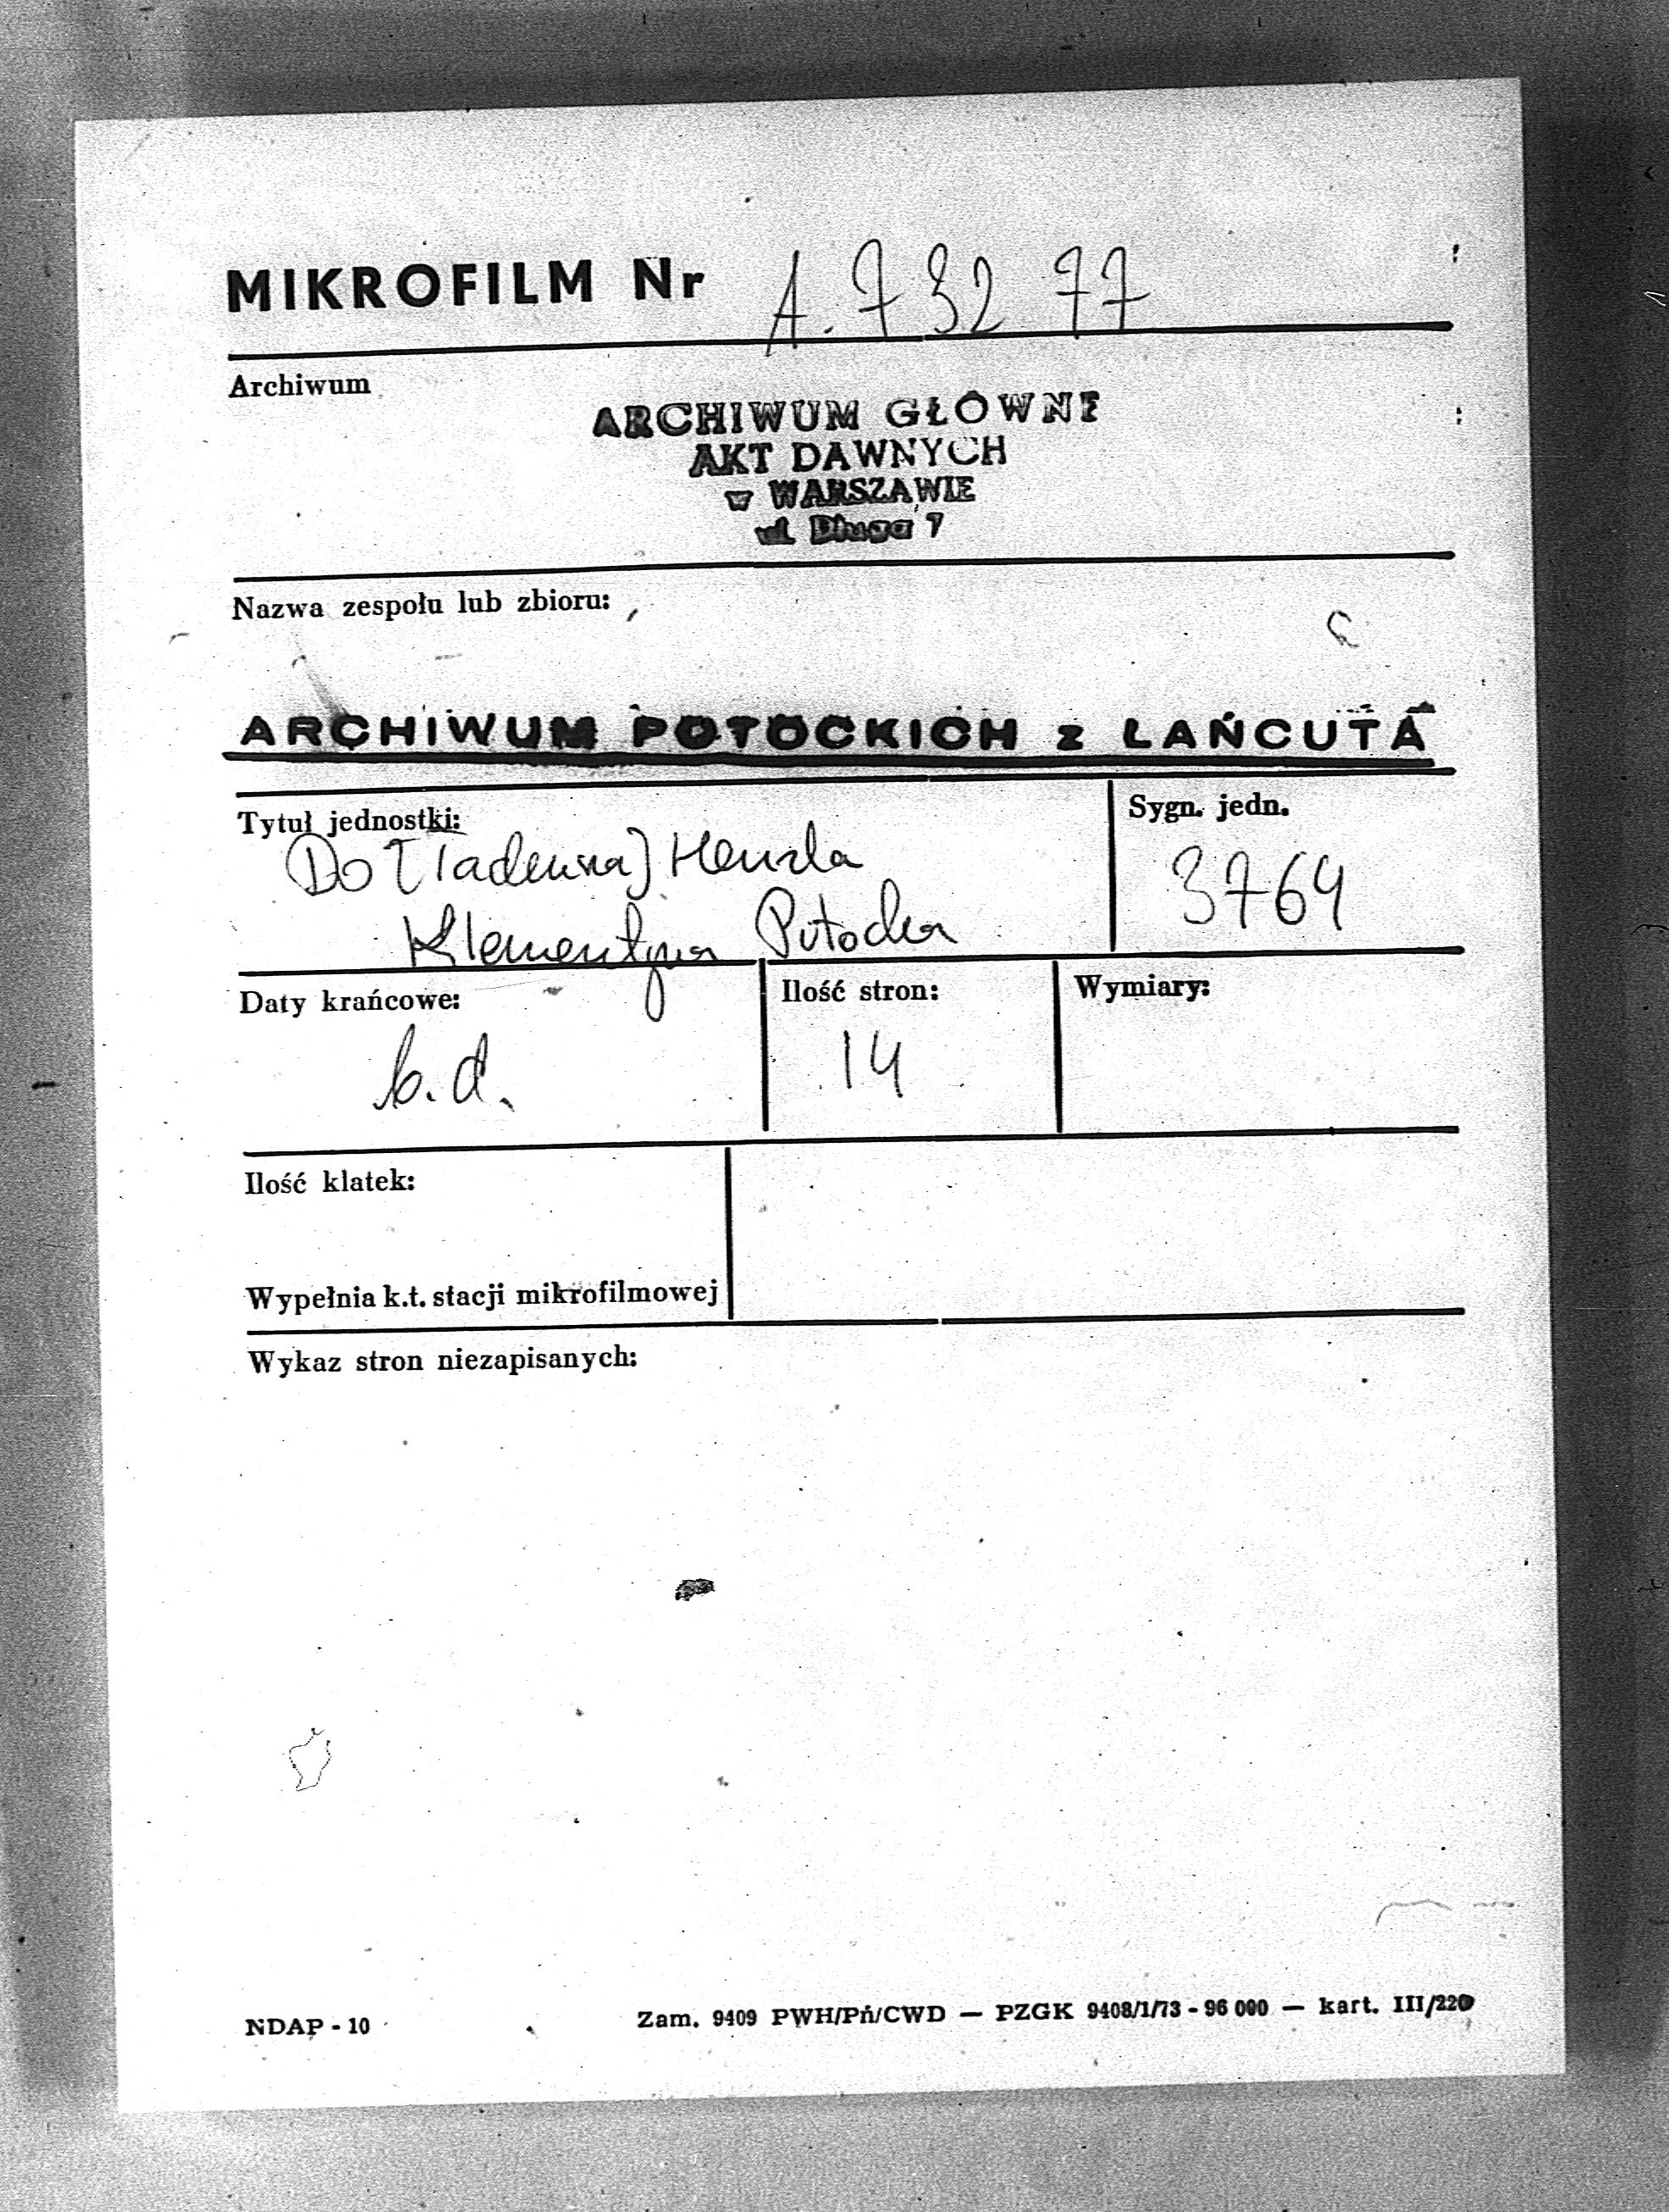 MIKROFILM Nr A. 732 77
Archiwum
ARCHIWUM GŁÓWNE
AKT DAWNYCH
w WARSZAWIE
ul. Długa 7
Nazwa zespołu lub zbioru:
ARCHIWUM POTOCKICH z ŁAŃCUTA
Tytuł jednostki:
Do [Tadeusza]
Klementyna Potocka
Sygn. jedn.
3764
Daty krańcowe:
b.d.
Ilość stron:
14
Wymiary:
Ilość klatek:
Wypełnia k.t. stacji mikrofilmowej
Wykaz stron niezapisanych:
NDAP - 10
Zam. 9409 PWH/Pń/CWD — PZGK 9408/1/73 - 96 000 — kart. III/220